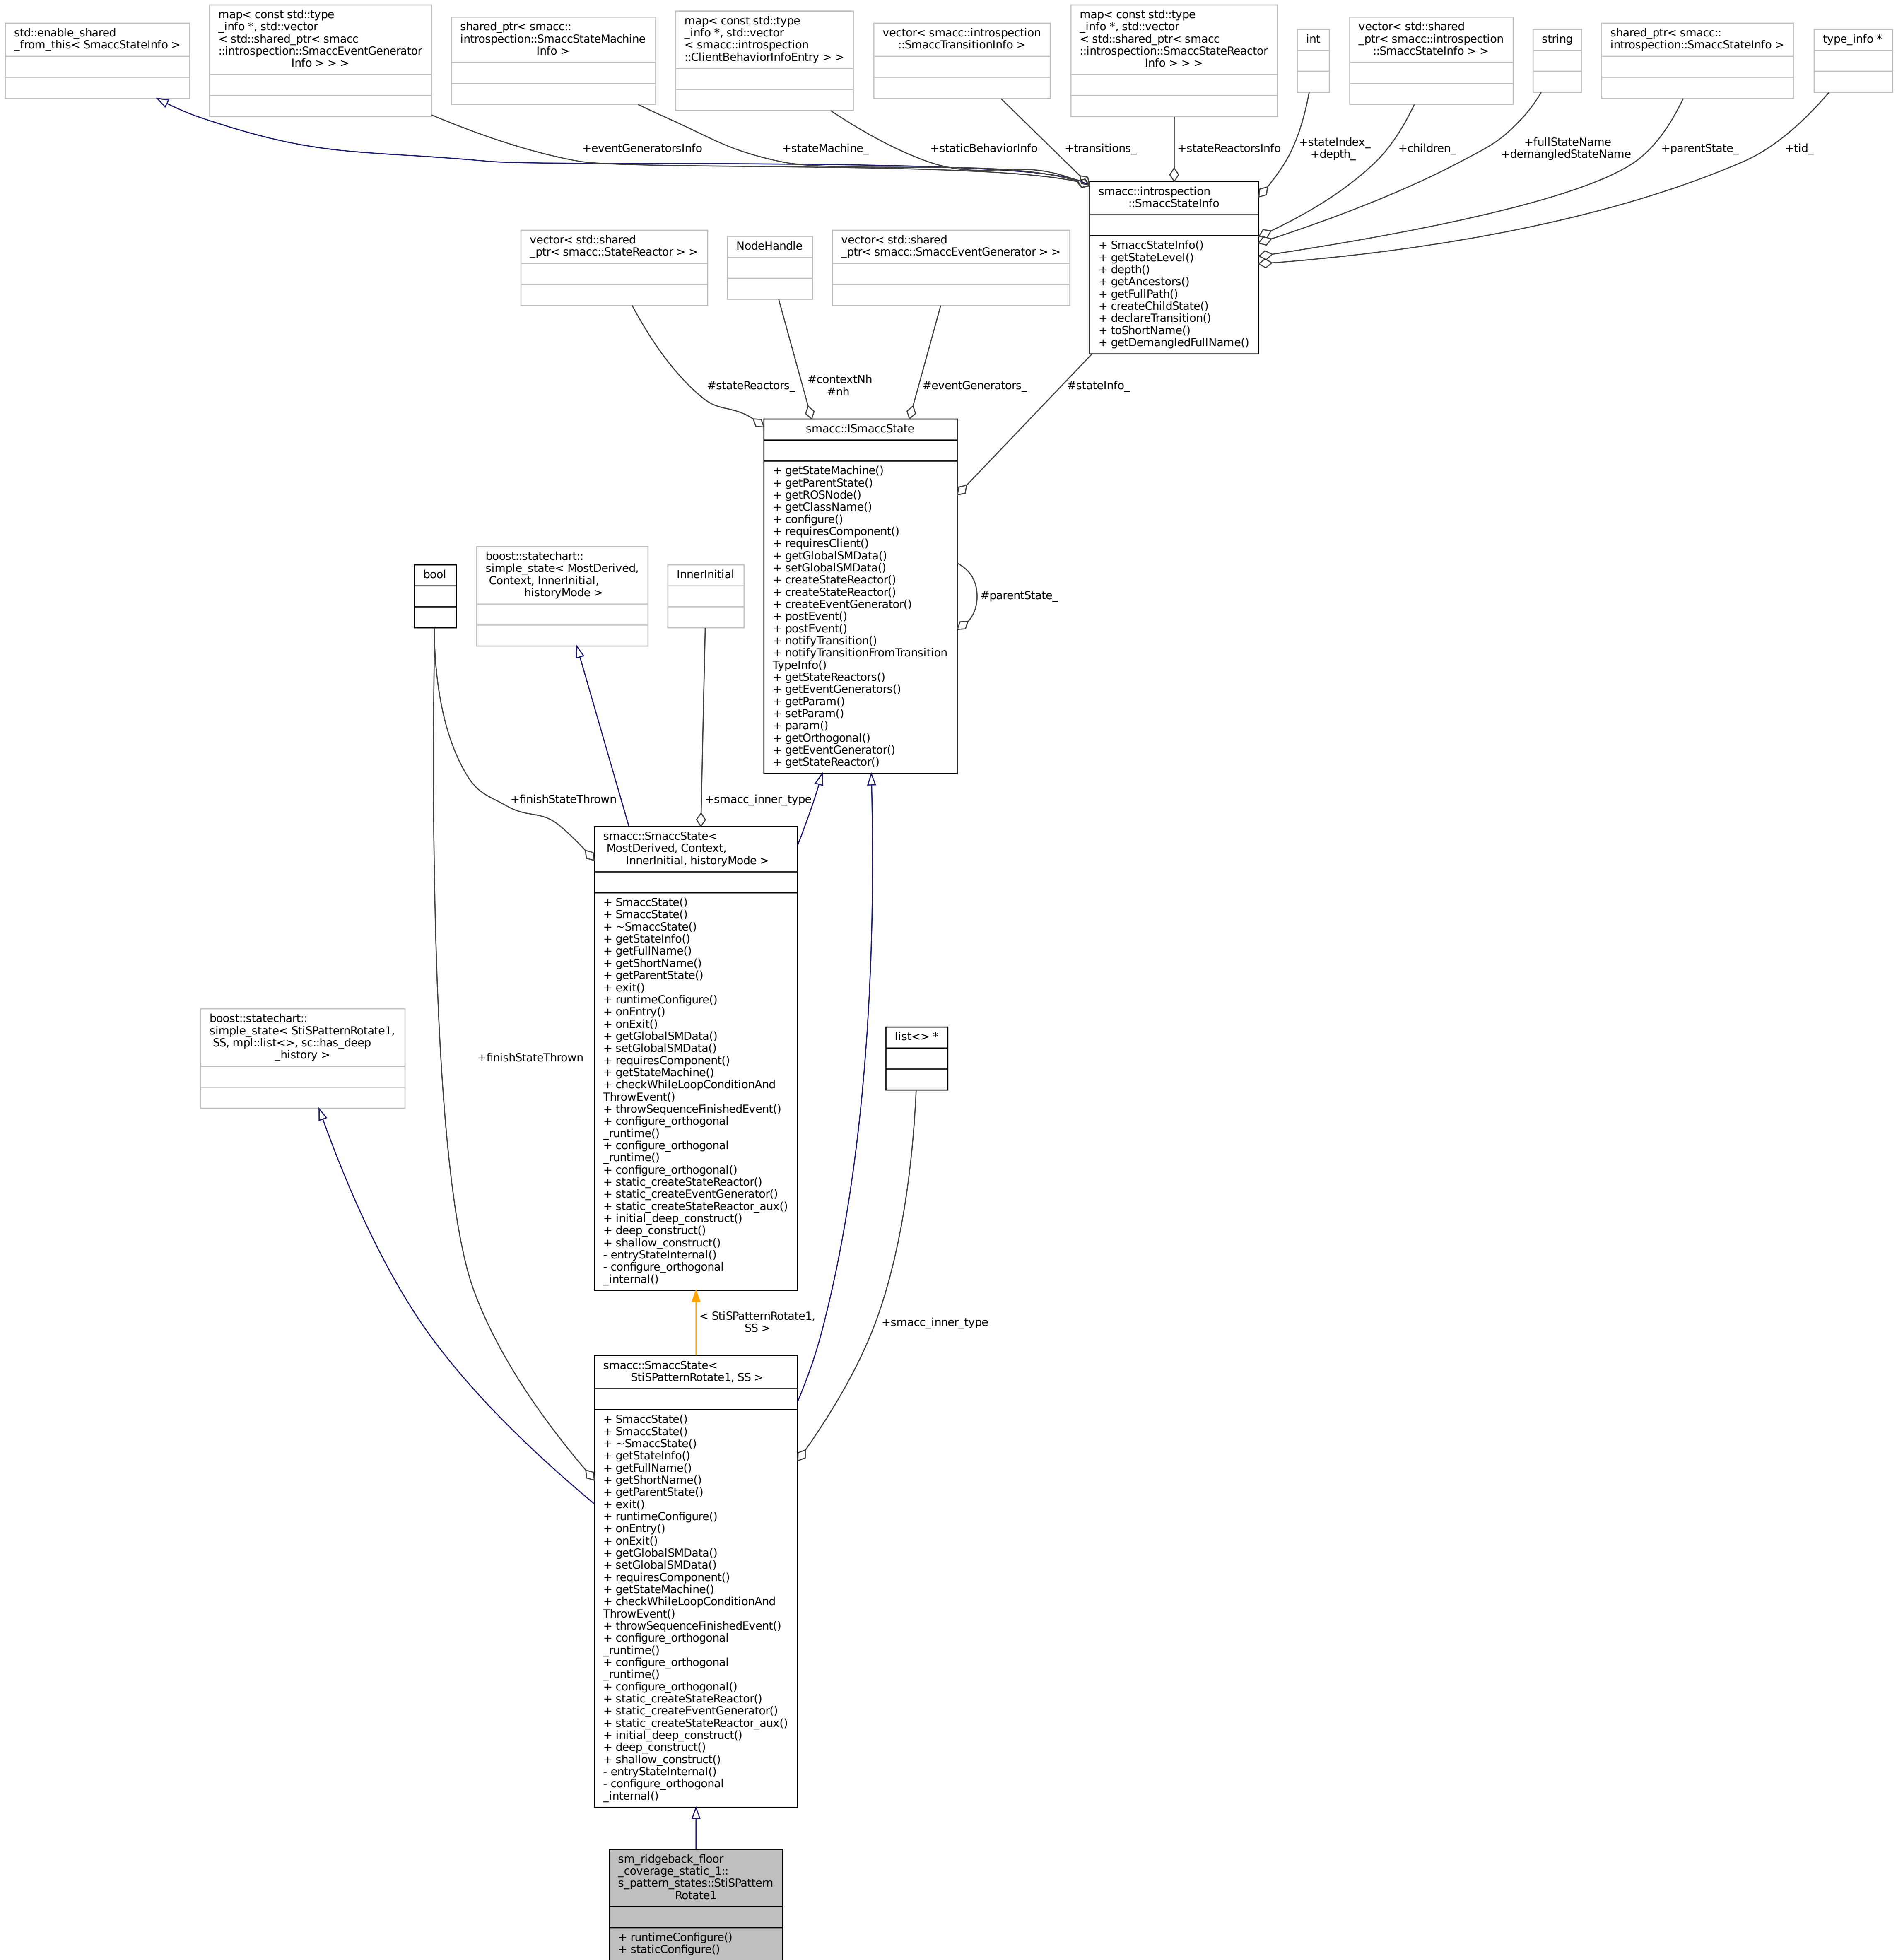 std::enable_shared
_from_this< SmaccStateInfo >
map< const std::type
_info *, std::vector
< std::shared_ptr< smacc
::introspection::SmaccEventGenerator
Info > > >
shared_ptr< smacc::
introspection::SmaccStateMachine
Info >
map< const std::type
_info *, std::vector
< smacc::introspection
::ClientBehaviorInfoEntry > >
vector< smacc::introspection
::SmaccTransitionInfo >
map< const std::type
_info *, std::vector
< std::shared_ptr< smacc
::introspection::SmaccStateReactor
Info > > >
int
vector< std::shared
_ptr< smacc::introspection
::SmaccStateInfo > >
string
shared_ptr< smacc::
introspection::SmaccStateInfo >
type_info *
+eventGeneratorsInfo
+stateMachine_
+staticBehaviorInfo
+transitions_
+stateReactorsInfo
+stateIndex_
+depth_
+children_
+fullStateName
+demangledStateName
+parentState_
+tid_
smacc::introspection
::SmaccStateInfo
+ SmaccStateInfo()
+ getStateLevel()
+ depth()
+ getAncestors()
+ getFullPath()
+ createChildState()
+ declareTransition()
+ toShortName()
+ getDemangledFullName()
vector< std::shared
_ptr< smacc::StateReactor > >
NodeHandle
vector< std::shared
_ptr< smacc::SmaccEventGenerator > >
#stateReactors_
#contextNh
#nh
#eventGenerators_
#stateInfo_
smacc::ISmaccState
+ getStateMachine()
+ getParentState()
+ getROSNode()
+ getClassName()
+ configure()
+ requiresComponent()
+ requiresClient()
+ getGlobalSMData()
+ setGlobalSMData()
+ createStateReactor()
+ createStateReactor()
+ createEventGenerator()
+ postEvent()
+ postEvent()
+ notifyTransition()
+ notifyTransitionFromTransition
TypeInfo()
+ getStateReactors()
+ getEventGenerators()
+ getParam()
+ setParam()
+ param()
+ getOrthogonal()
+ getEventGenerator()
+ getStateReactor()
#parentState_
bool
boost::statechart::
simple_state< MostDerived,
Context, InnerInitial,
historyMode >
InnerInitial
+finishStateThrown
+smacc_inner_type
smacc::SmaccState<
MostDerived, Context,
InnerInitial, historyMode >
+ SmaccState()
+ SmaccState()
+ ~SmaccState()
+ getStateInfo()
+ getFullName()
+ getShortName()
+ getParentState()
+ exit()
+ runtimeConfigure()
+ onEntry()
+ onExit()
+ getGlobalSMData()
+ setGlobalSMData()
+ requiresComponent()
+ getStateMachine()
+ checkWhileLoopConditionAnd
ThrowEvent()
+ throwSequenceFinishedEvent()
+ configure_orthogonal
_runtime()
+ configure_orthogonal
_runtime()
+ configure_orthogonal()
+ static_createStateReactor()
+ static_createEventGenerator()
+ static_createStateReactor_aux()
+ initial_deep_construct()
+ deep_construct()
+ shallow_construct()
- entryStateInternal()
- configure_orthogonal
_internal()
boost::statechart::
simple_state< StiSPatternRotate1,
SS, mpl::list<>, sc::has_deep
_history >
+finishStateThrown
list<> *
< StiSPatternRotate1,
SS >
+smacc_inner_type
smacc::SmaccState<
StiSPatternRotate1, SS >
+ SmaccState()
+ SmaccState()
+ ~SmaccState()
+ getStateInfo()
+ getFullName()
+ getShortName()
+ getParentState()
+ exit()
+ runtimeConfigure()
+ onEntry()
+ onExit()
+ getGlobalSMData()
+ setGlobalSMData()
+ requiresComponent()
+ getStateMachine()
+ checkWhileLoopConditionAnd
ThrowEvent()
+ throwSequenceFinishedEvent()
+ configure_orthogonal
_runtime()
+ configure_orthogonal
_runtime()
+ configure_orthogonal()
+ static_createStateReactor()
+ static_createEventGenerator()
+ static_createStateReactor_aux()
+ initial_deep_construct()
+ deep_construct()
+ shallow_construct()
- entryStateInternal()
- configure_orthogonal
_internal()
sm_ridgeback_floor
_coverage_static_1::
s_pattern_states::StiSPattern
Rotate1
+ runtimeConfigure()
+ staticConfigure()